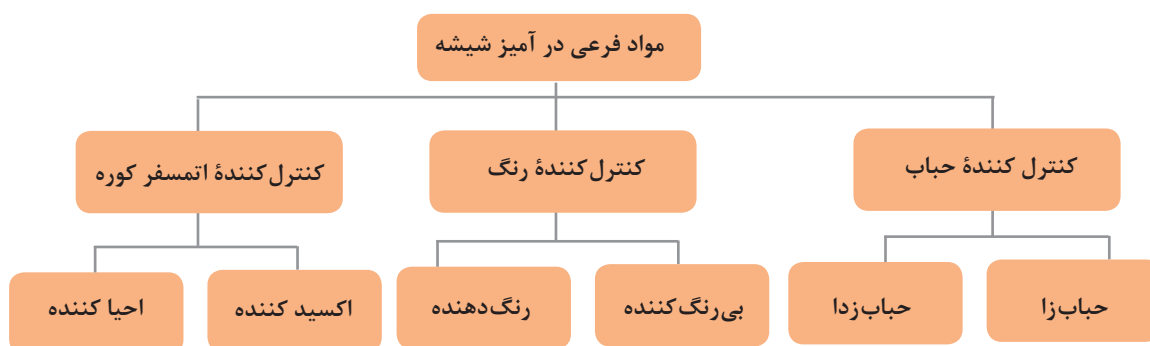 مواد فرعی در آمیز شیشه
کنترل کنندهٔ حباب
کنترل‌کنندهٔ رنگ
کنترل‌کنندهٔ اتمسفر کوره
حباب‌زا
حباب‌زدا
بی‌رنگ‌کننده
رنگ‌دهنده
اکسید کننده
احیا کننده